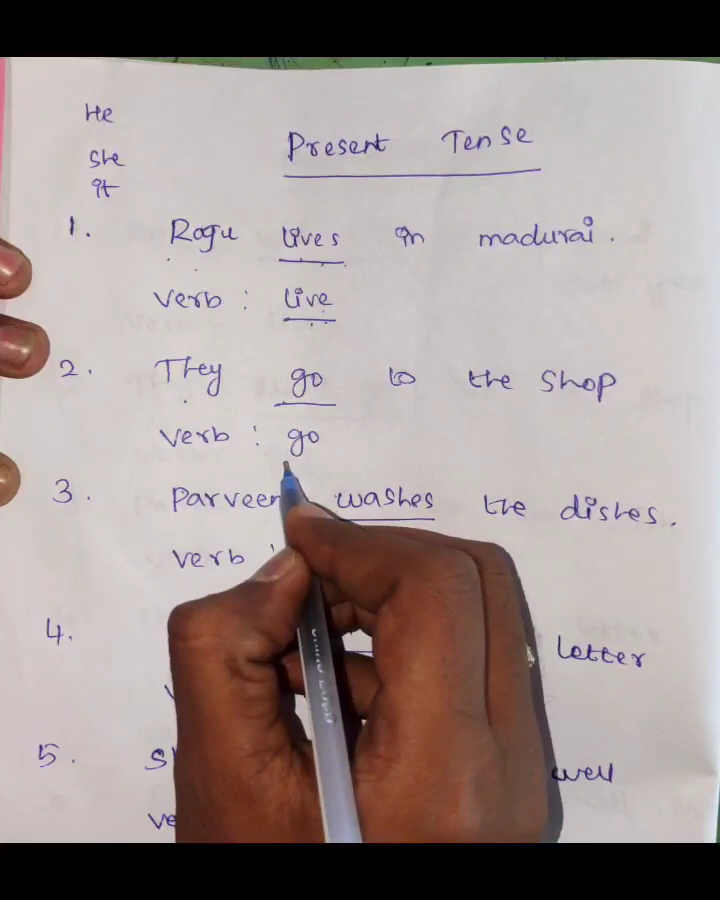 He
Present Tense
She
It
1. Rogu lives in madurai.
verb : live
2. They go to the shop
verb : go
3. Parveen washes the dishes.
verb :
4. letter
5. well